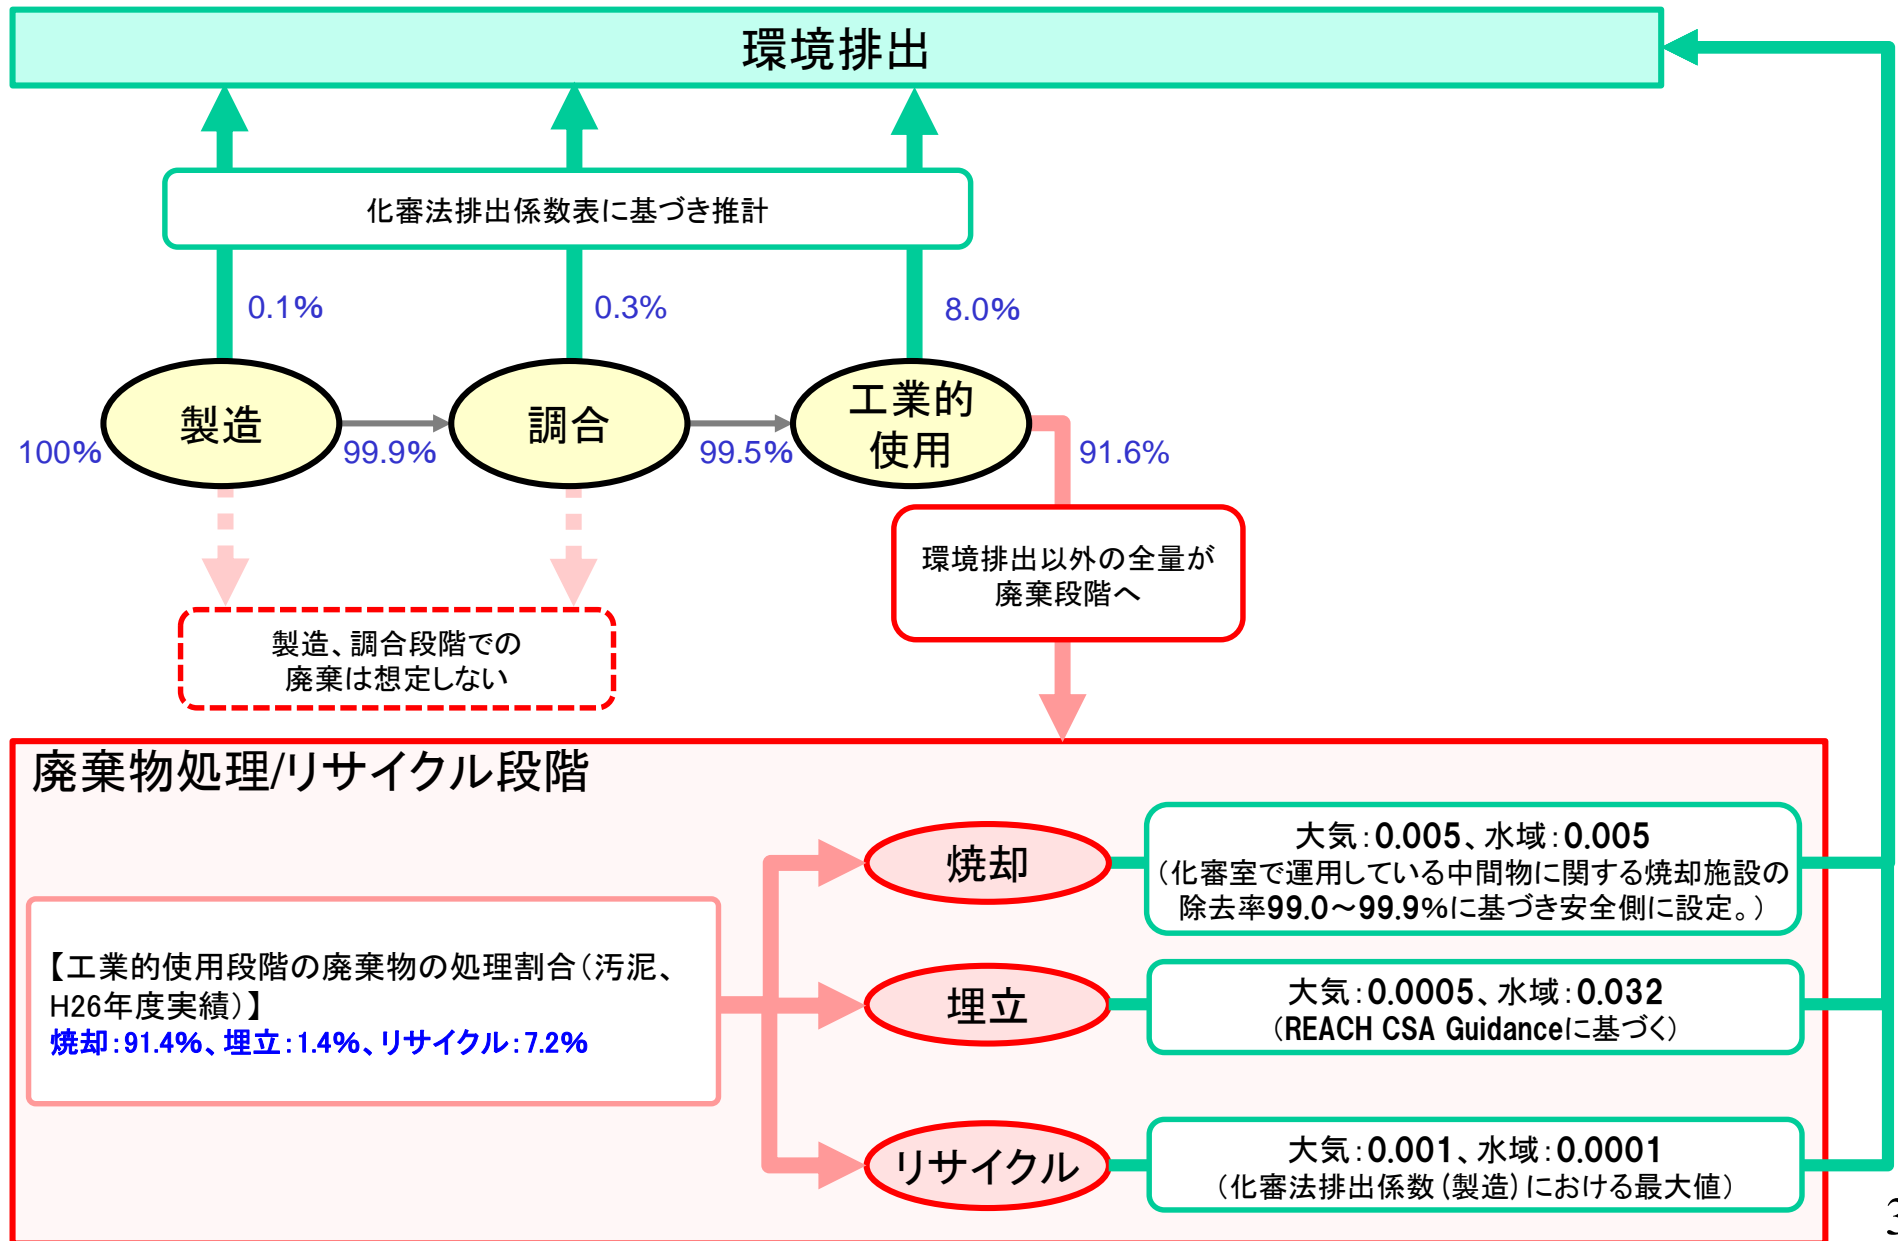 環境排出
化審法排出係数表に基づき推計
0.1%
0.3%
8.0%
製造
調合
工業的
使用
100%
99.9%
99.5%
91.6%
環境排出以外の全量が
廃棄段階へ
製造、調合段階での
廃棄は想定しない
廃棄物処理/リサイクル段階
【工業的使用段階の廃棄物の処理割合（汚泥、
H26年度実績）】
焼却：91.4%、埋立：1.4%、リサイクル：7.2%
焼却
大気：0.005、水域：0.005
（化審室で運用している中間物に関する焼却施設の
除去率99.0～99.9%に基づき安全側に設定。）
埋立
大気：0.0005、水域：0.032
（REACH CSA Guidanceに基づく）
リサイクル
大気：0.001、水域：0.0001
（化審法排出係数（製造）における最大値）